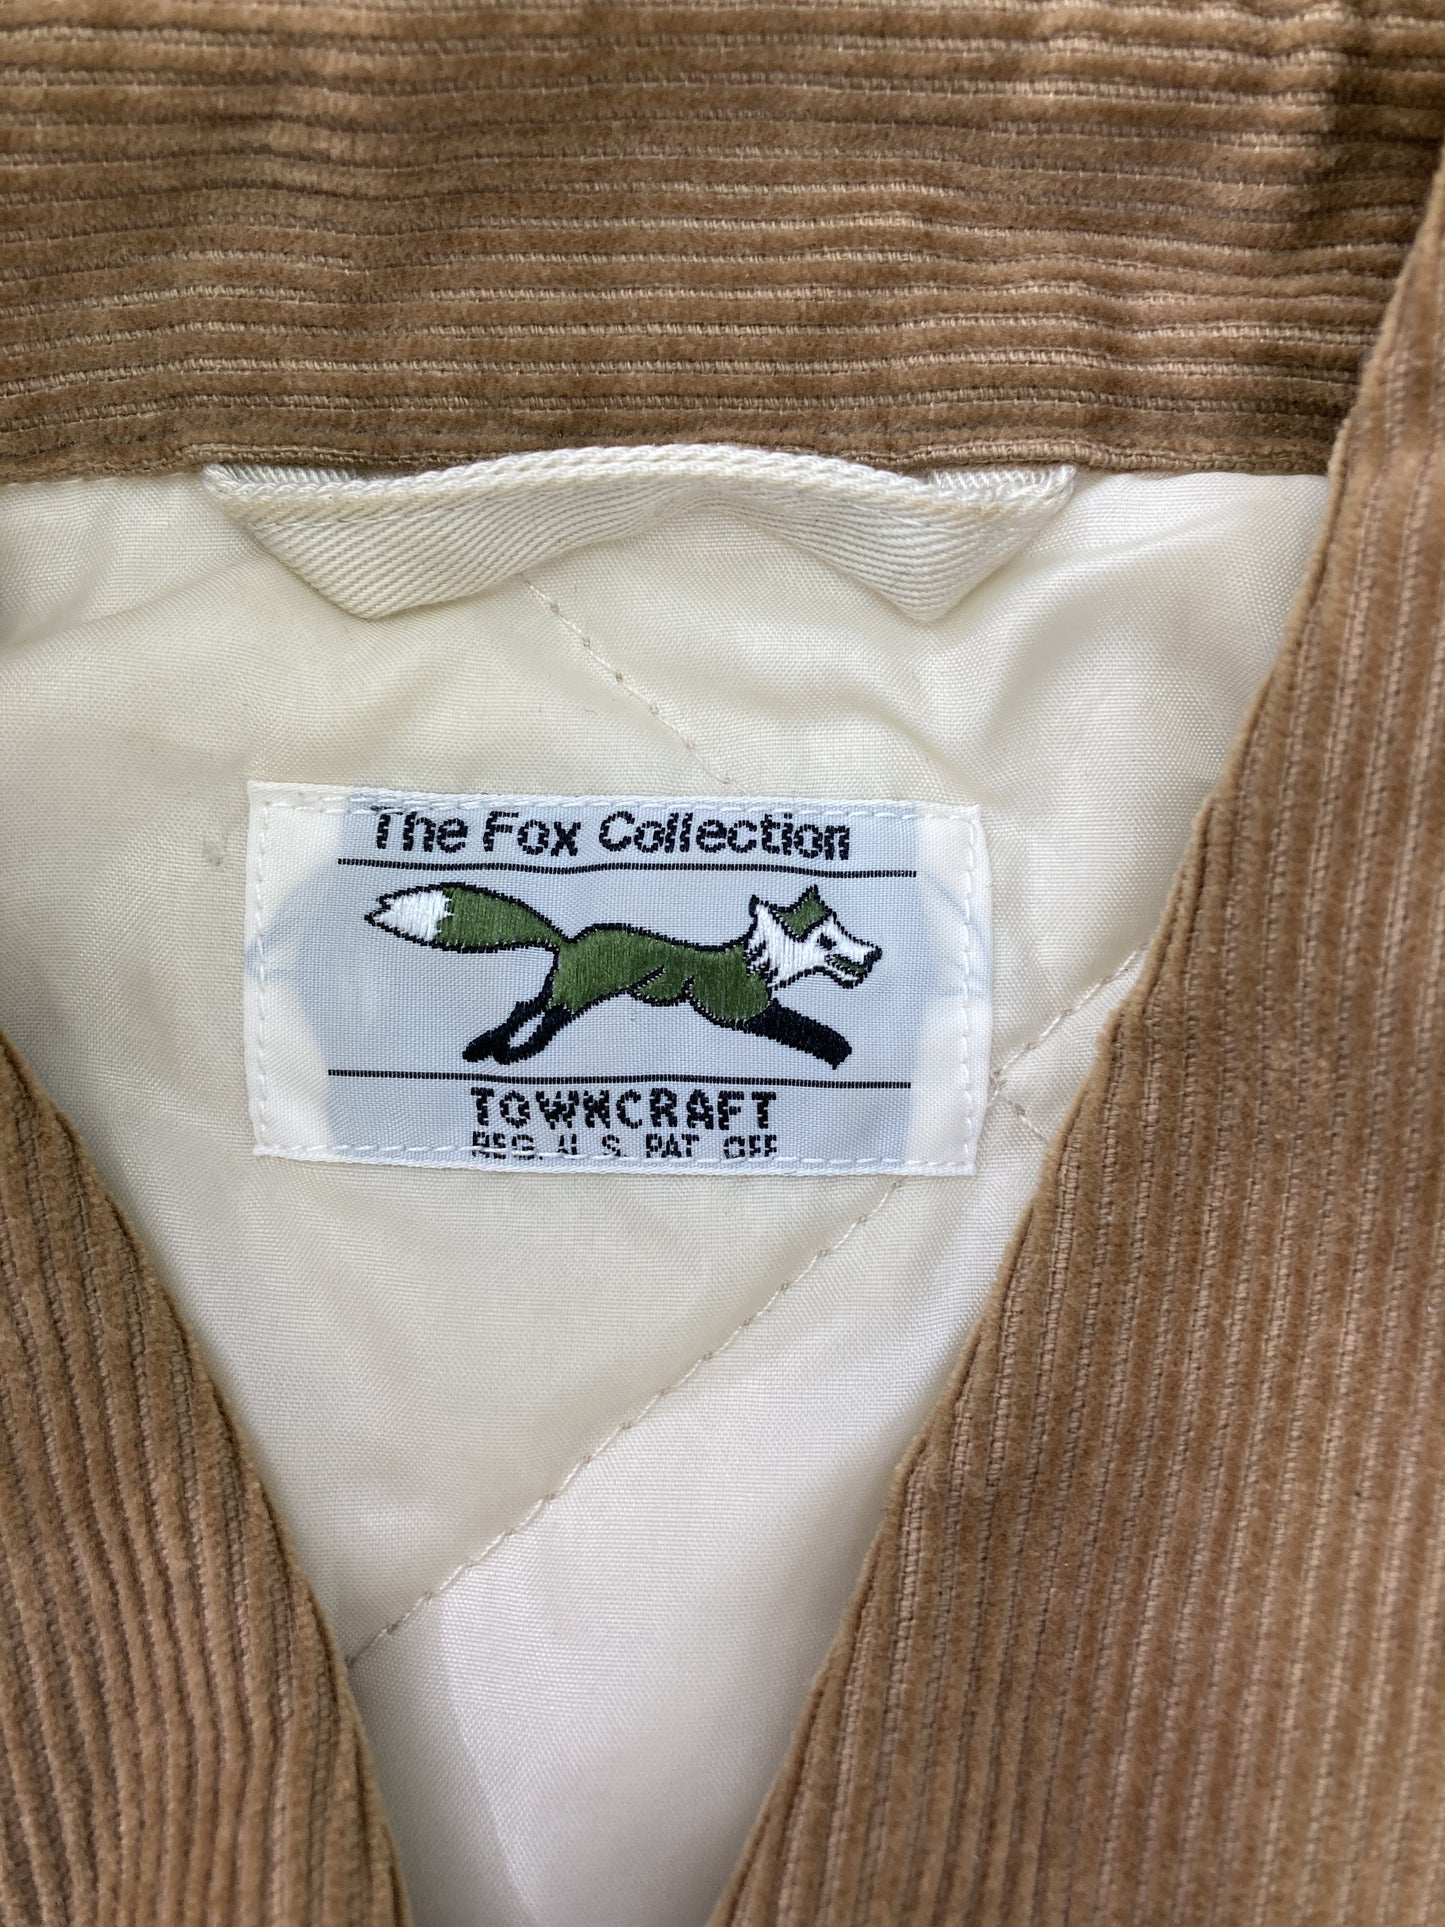 The Fox Collection
TOWNCRAFT
REG. U. S. PAT. OFF